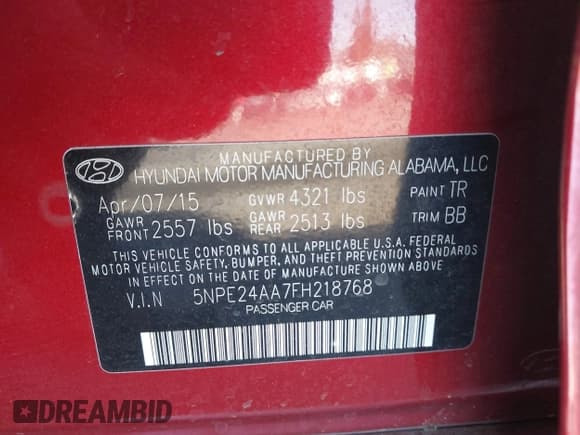 MANUFACTURED BY
HYUNDAI MOTOR MANUFACTURING ALABAMA, LLC
Apr/07/15 GVWR 4321 lbs PAINT TR
GAWR FRONT 2557 lbs GAWR REAR 2513 lbs TRIM BB
THIS VEHICLE CONFORMS TO ALL APPLICABLE U.S.A. FEDERAL
MOTOR VEHICLE SAFETY, BUMPER, AND THEFT PREVENTION STANDARDS
IN EFFECT ON THE DATE OF MANUFACTURE SHOWN ABOVE.
V.I.N 5NPE24AA7FH218768
PASSENGER CAR
DREAMBID